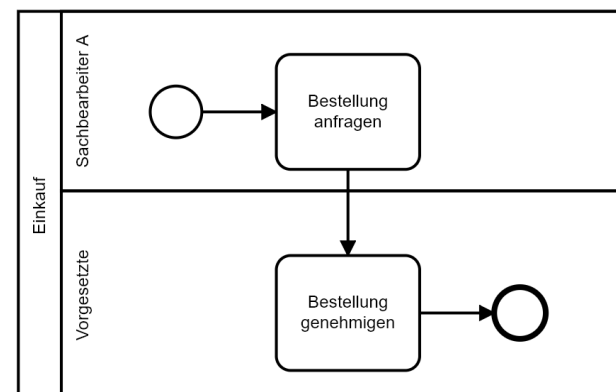 Einkauf
Sachbearbeiter A
Bestellung
anfragen
Vorgesetzte
Bestellung
genehmigen